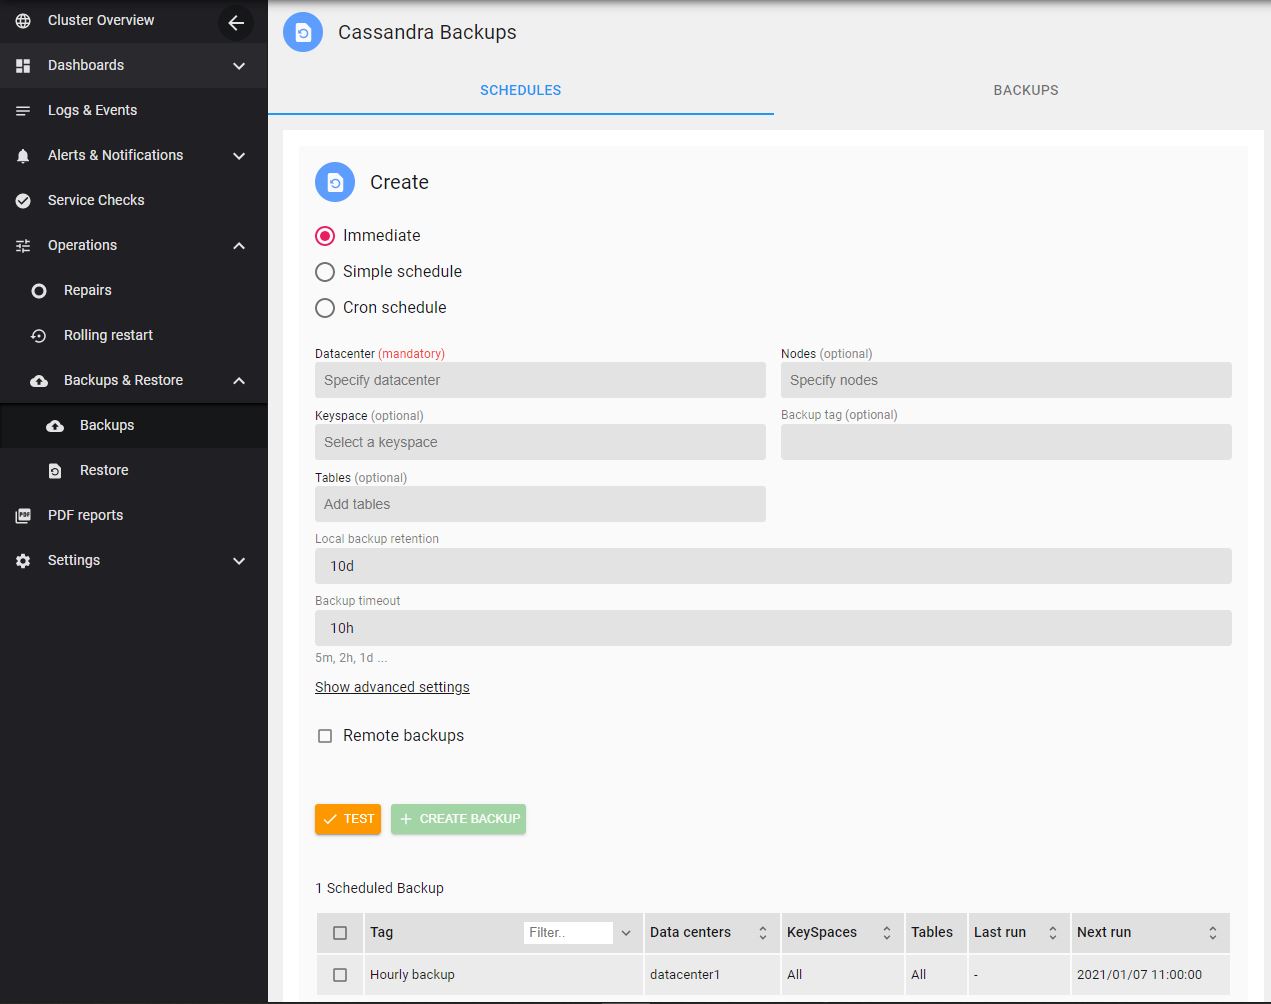 Cluster Overview
Dashboards
Logs & Events
Alerts & Notifications
Service Checks
Operations
Repairs
Rolling restart
Backups & Restore
Backups
Restore
PDF reports
Settings
Cassandra Backups
SCHEDULES BACKUPS
Create
Immediate
Simple schedule
Cron schedule
Datacenter (mandatory) Nodes (optional)
Specify datacenter Specify nodes
Keyspace (optional) Backup tag (optional)
Select a keyspace
Tables (optional)
Add tables
Local backup retention
10d
Backup timeout
10h
5m, 2h, 1d ...
Show advanced settings
Remote backups
TEST CREATE BACKUP
1 Scheduled Backup
Tag Filter.. Data centers KeySpaces Tables Last run Next run
Hourly backup datacenter1 All All - 2021/01/07 11:00:00